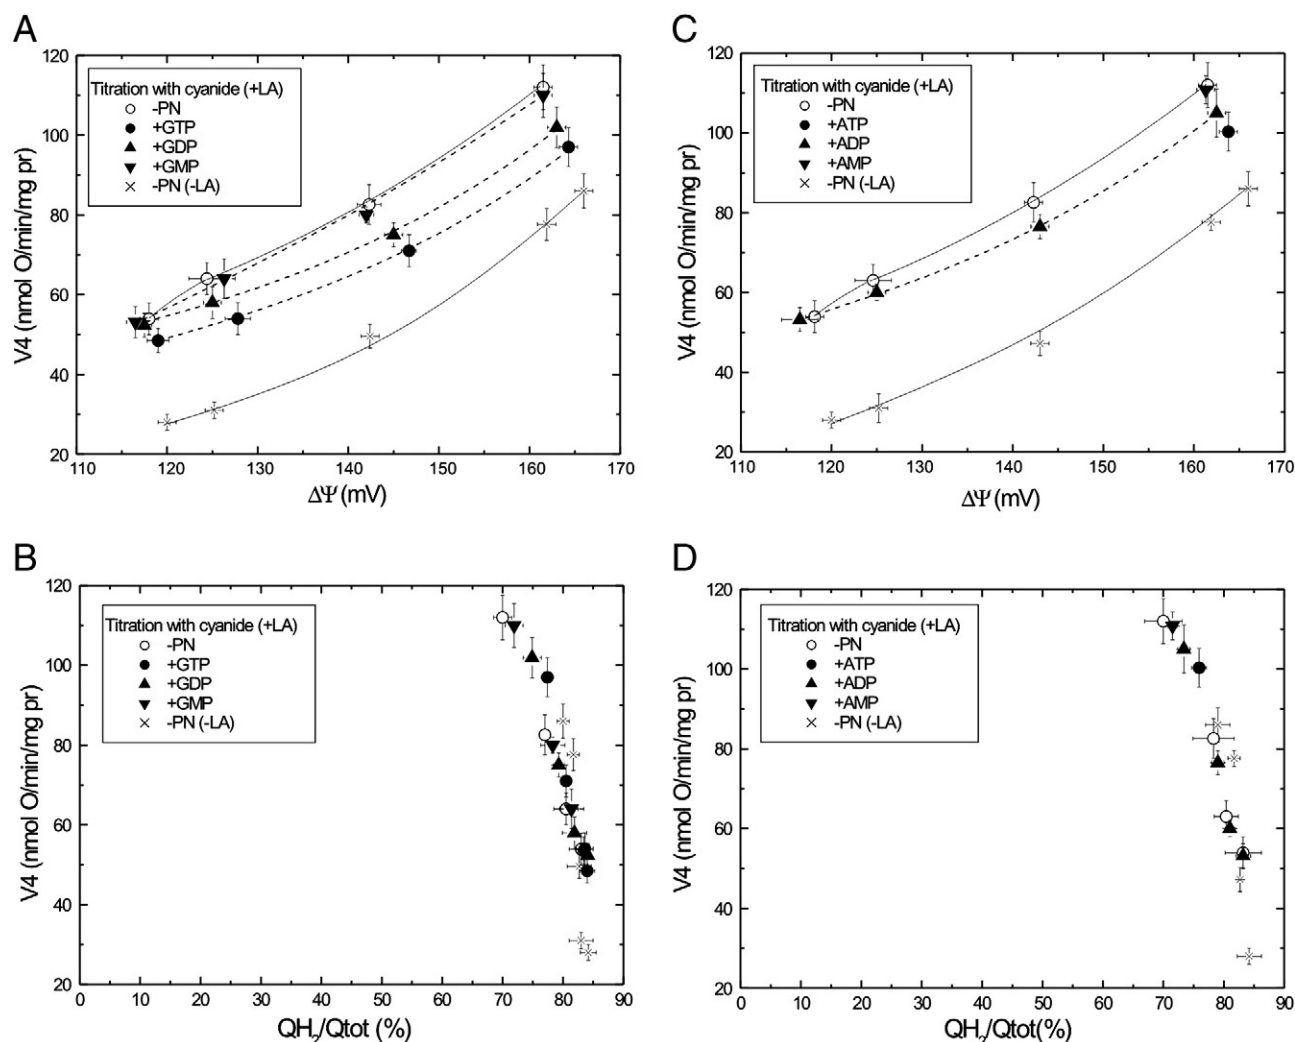 A
120
100
80
60
40
20
V4 (nmol O/min/mg pr)
Titration with cyanide (+LA)
-PN
+GTP
+GDP
+GMP
-PN (-LA)
110 120 130 140 150 160 170
ΔΨ (mV)
C
120
100
80
60
40
20
V4 (nmol O/min/mg pr)
Titration with cyanide (+LA)
-PN
+ATP
+ADP
+AMP
-PN (-LA)
110 120 130 140 150 160 170
ΔΨ (mV)
B
120
100
80
60
40
20
V4 (nmol O/min/mg pr)
Titration with cyanide (+LA)
-PN
+GTP
+GDP
+GMP
-PN (-LA)
0 10 20 30 40 50 60 70 80 90
QH2/Qtot (%)
D
120
100
80
60
40
20
V4 (nmol O/min/mg pr)
Titration with cyanide (+LA)
-PN
+ATP
+ADP
+AMP
-PN (-LA)
0 10 20 30 40 50 60 70 80 90
QH2/Qtot(%)